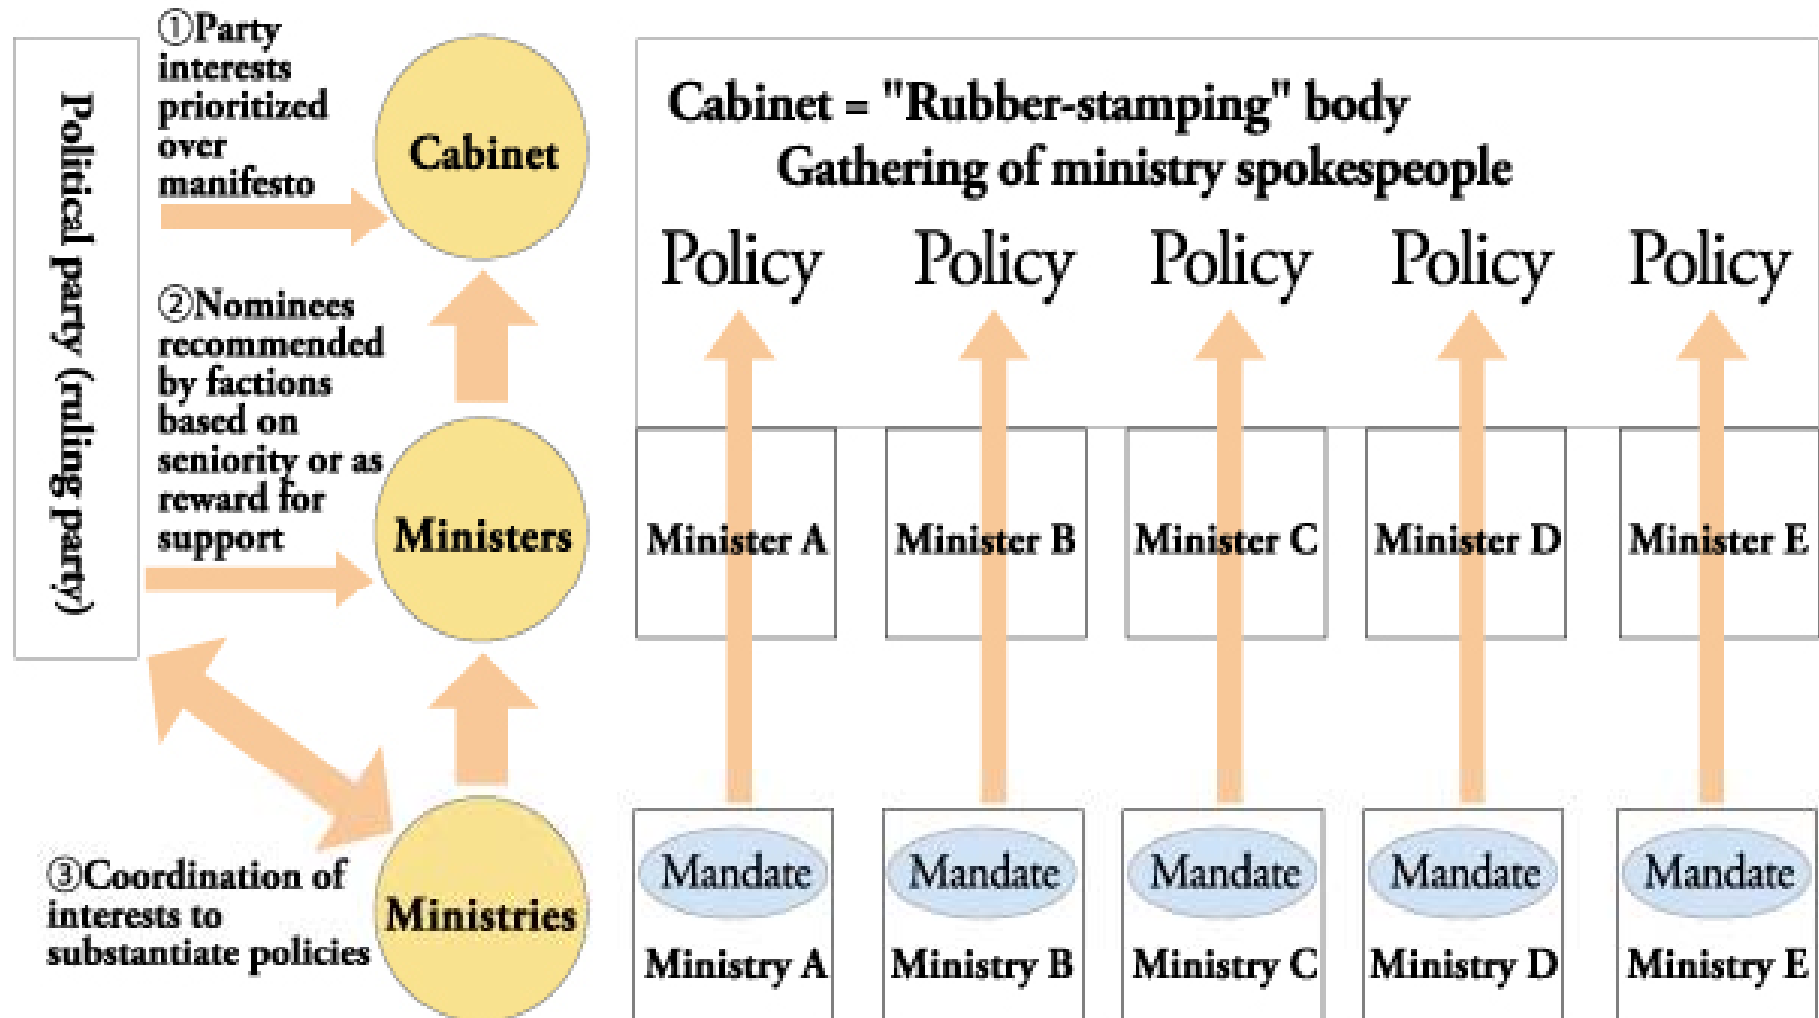 Political party (ruling party)
①Party
interests
prioritized
over
manifesto
②Nominees
recommended
by factions
based on
seniority or as
reward for
support
③Coordination of
interests to
substantiate policies
Cabinet
Ministers
Ministries
Cabinet = "Rubber-stamping" body
Gathering of ministry spokespeople
Policy Policy Policy Policy Policy
Minister A Minister B Minister C Minister D Minister E
Mandate Mandate Mandate Mandate Mandate
Ministry A Ministry B Ministry C Ministry D Ministry E